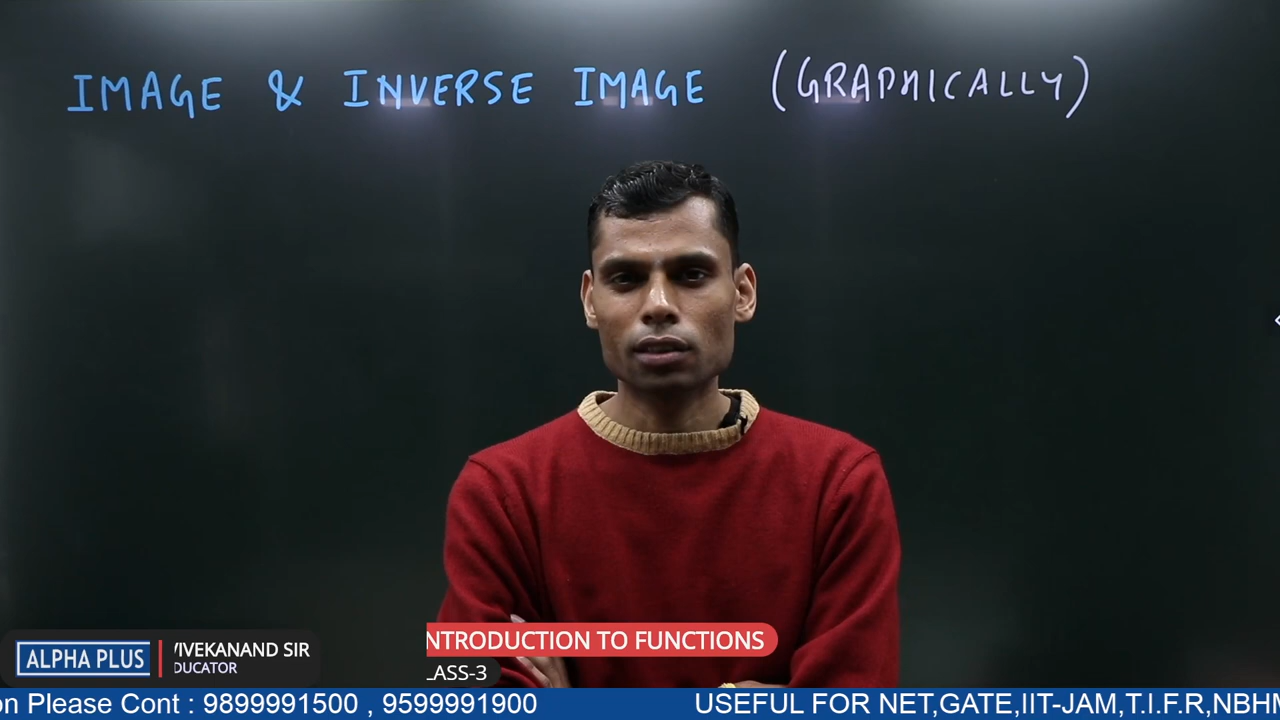 IMAGE & INVERSE IMAGE (GRAPHICALLY)
ALPHA PLUS
VIVEKANAND SIR
DUCATOR
NTRODUCTION TO FUNCTIONS
LASS-3
n Please Cont : 9899991500 , 9599991900 USEFUL FOR NET,GATE,IIT-JAM,T.I.F.R,NBHM